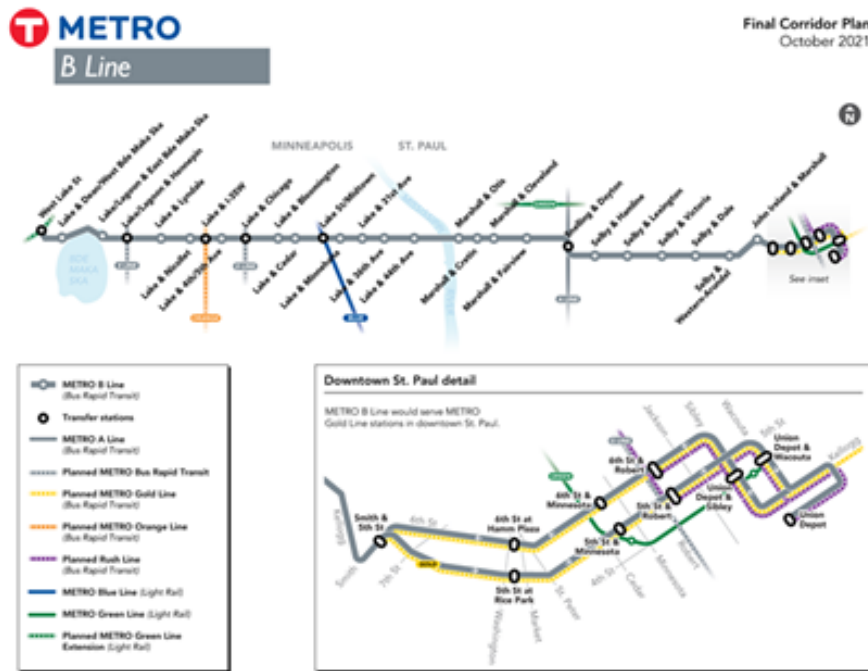 T METRO
B Line
Final Corridor Plan
October 2021
N
MINNEAPOLIS
ST. PAUL
West Lake St
Lake & Dean/West Bde Maka Ska
Lake/Lagoon & East Bde Maka Ska
Lake/Lagoon & Hennepin
Lake & Lyndale
Lake & Nicollet
Lake & I-35W
Lake & 4th/5th Ave
Lake & Chicago
Lake & Bloomington
Lake & Cedar
Lake St/Midtown
Lake & Minnehaha
Lake & 31st Ave
Lake & 36th Ave
Lake & 44th Ave
Marshall & Otis
Marshall & Cretin
Marshall & Cleveland
Marshall & Fairview
Snelling & Dayton
Selby & Hamline
Selby & Lexington
Selby & Victoria
Selby & Dale
Selby &
Western-Arundel
John Ireland & Marshall
See inset
BDE
MAKA
SKA
ORANGE
BLUE
METRO B Line
(Bus Rapid Transit)
Transfer stations
METRO A Line
(Bus Rapid Transit)
Planned METRO Bus Rapid Transit
Planned METRO Gold Line
(Bus Rapid Transit)
Planned METRO Orange Line
(Bus Rapid Transit)
Planned Rush Line
(Bus Rapid Transit)
METRO Blue Line (Light Rail)
METRO Green Line (Light Rail)
Planned METRO Green Line
Extension (Light Rail)
Downtown St. Paul detail
METRO B Line would serve METRO
Gold Line stations in downtown St. Paul.
Kellogg
Smith
Smith &
5th St
7th St
6th St
GOLD
6th St at
Hamm Plaza
5th St at
Rice Park
Washington
Market
St. Peter
6th St &
Minnesota
5th St &
Minnesota
4th St
Cedar
Minnesota
Robert
6th St &
Robert
5th St &
Robert
Jackson
Sibley
Wacouta
5th St
Kellogg
Union
Depot &
Sibley
Union
Depot &
Wacouta
Union
Depot